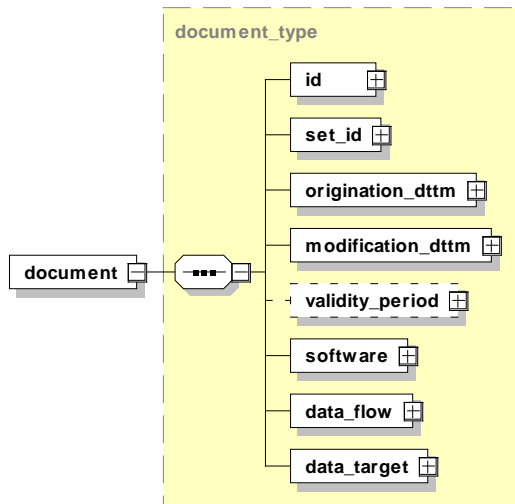 document_type
id
set_id
origination_dttm
modification_dttm
document
validity_period
software
data_flow
data_target